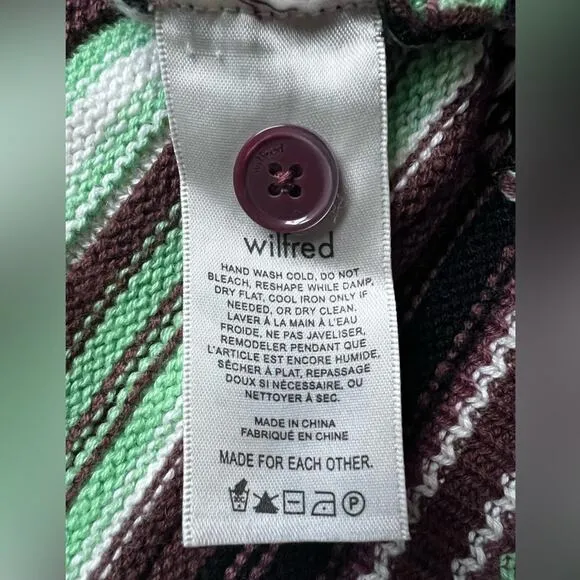 wilfred
wilfred
HAND WASH COLD, DO NOT
BLEACH, RESHAPE WHILE DAMP,
DRY FLAT, COOL IRON ONLY IF
NEEDED, OR DRY CLEAN.
LAVER À LA MAIN À L'EAU
FROIDE, NE PAS JAVELISER,
REMODELER PENDANT QUE
L'ARTICLE EST ENCORE HUMIDE,
SÉCHER À PLAT, REPASSAGE
DOUX SI NÉCESSAIRE, OU
NETTOYER À SEC.
MADE IN CHINA
FABRIQUÉ EN CHINE
MADE FOR EACH OTHER.
P